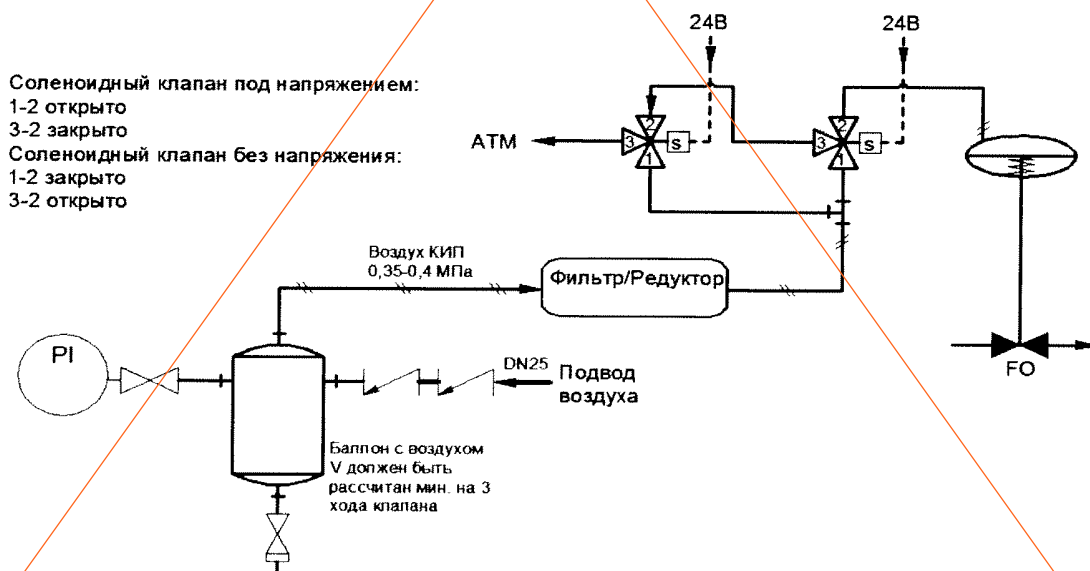 24В
24В
Соленоидный клапан под напряжением:
1-2 открыто
3-2 закрыто
Соленоидный клапан без напряжения:
1-2 закрыто
3-2 открыто
АТМ
2
3
1
S
2
3
1
S
Воздух КИП
0,35-0,4 МПа
Фильтр/Редуктор
PI
DN25
Подвод
воздуха
FO
Баллон с воздухом
V должен быть
рассчитан мин. на 3
хода клапана